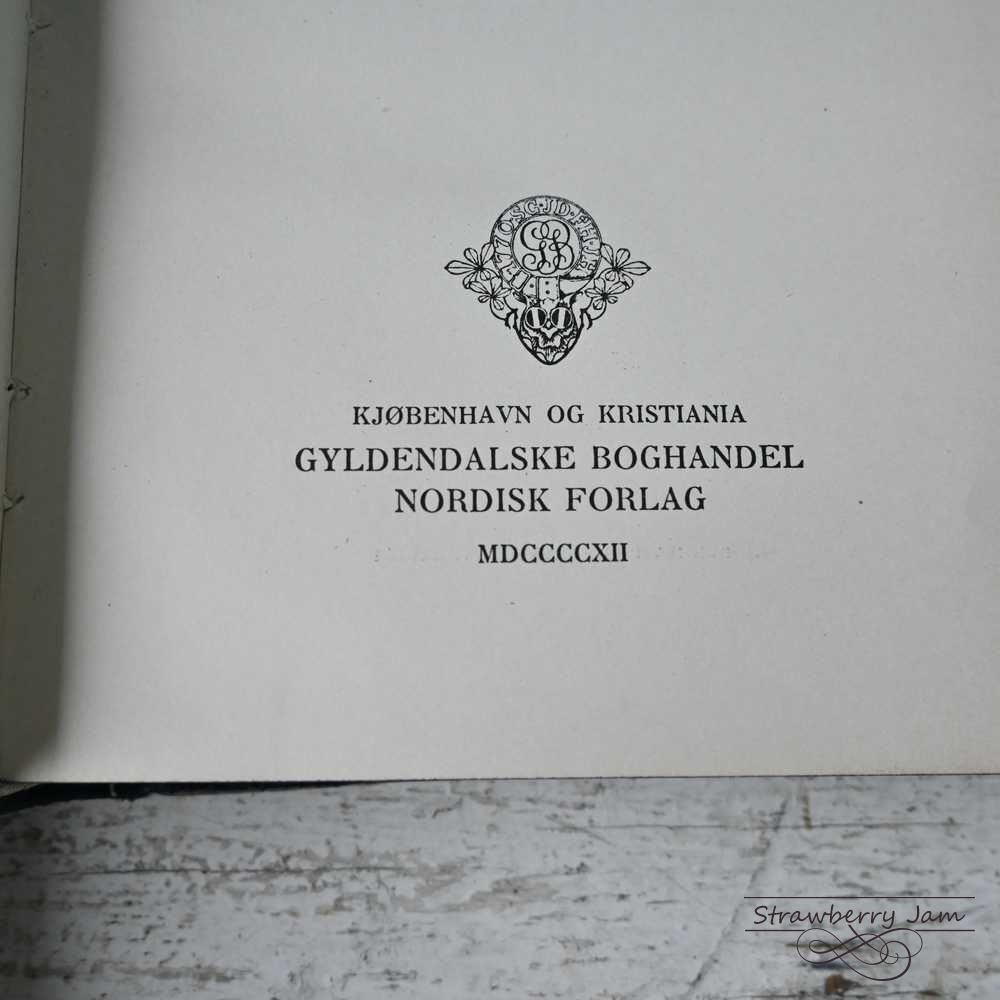 KJØBENHAVN OG KRISTIANIA
GYLDENDALSKE BOGHANDEL
NORDISK FORLAG
MDCCCCXII
Strawberry Jam